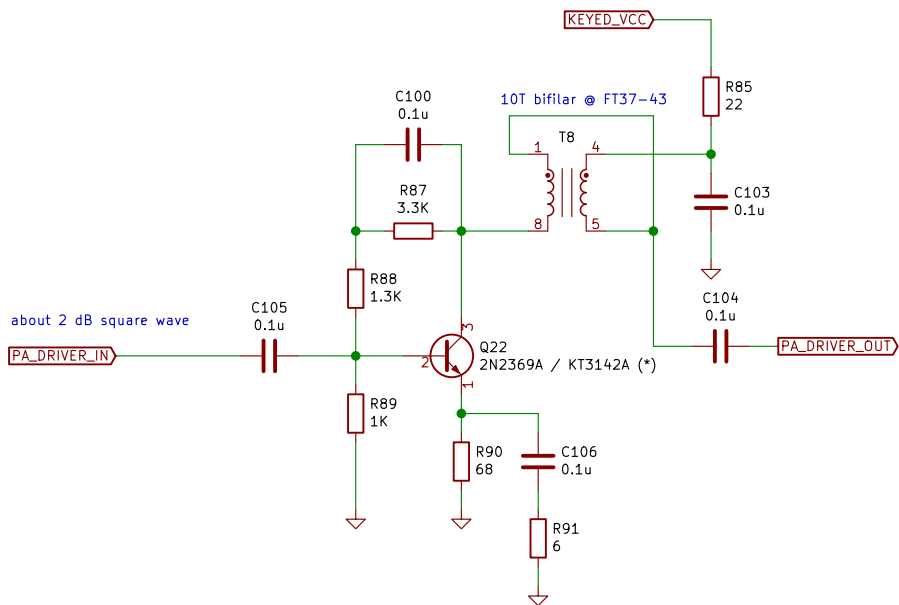 KEYED_VCC
R85
22
C100
0.1u
10T bifilar @ FT37-43
T8
1
4
8
5
R87
3.3K
C103
0.1u
R88
1.3K
C105
0.1u
about 2 dB square wave
PA_DRIVER_IN
C104
0.1u
PA_DRIVER_OUT
3
2
1
Q22
2N2369A / KT3142A (*)
R89
1K
R90
68
C106
0.1u
R91
6